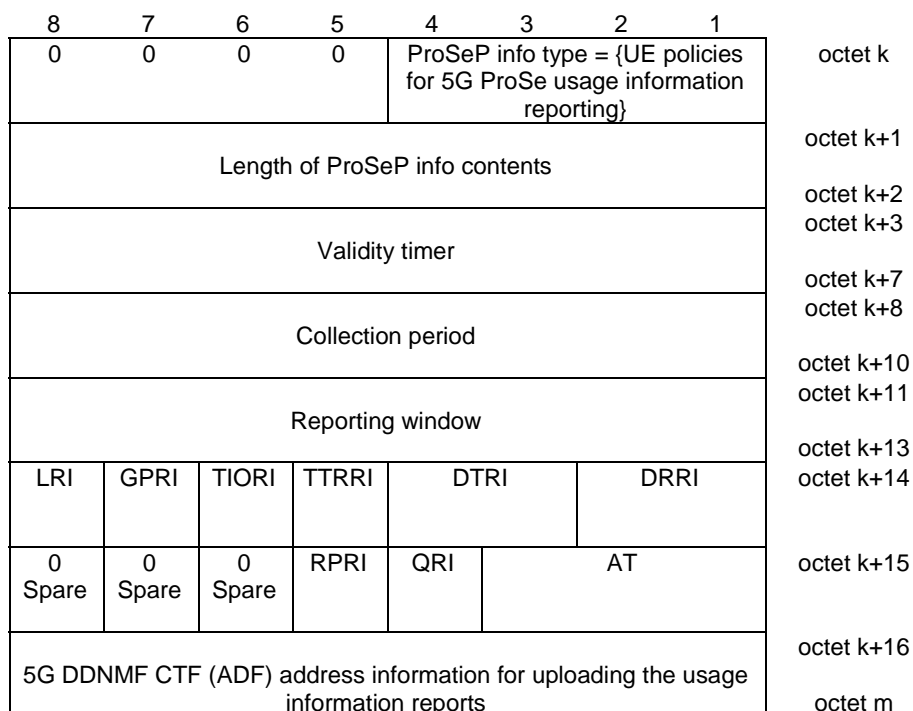 8 7 6 5 4 3 2 1
0 0 0 0 ProSeP info type = {UE policies octet k
for 5G ProSe usage information
reporting}
octet k+1
Length of ProSeP info contents
octet k+2
octet k+3
Validity timer
octet k+7
octet k+8
Collection period
octet k+10
octet k+11
Reporting window
octet k+13
LRI GPRI TIORI TTRRI DTRI DRRI octet k+14
0 0 0 RPRI QRI AT octet k+15
Spare Spare Spare
octet k+16
5G DDNMF CTF (ADF) address information for uploading the usage
information reports octet m